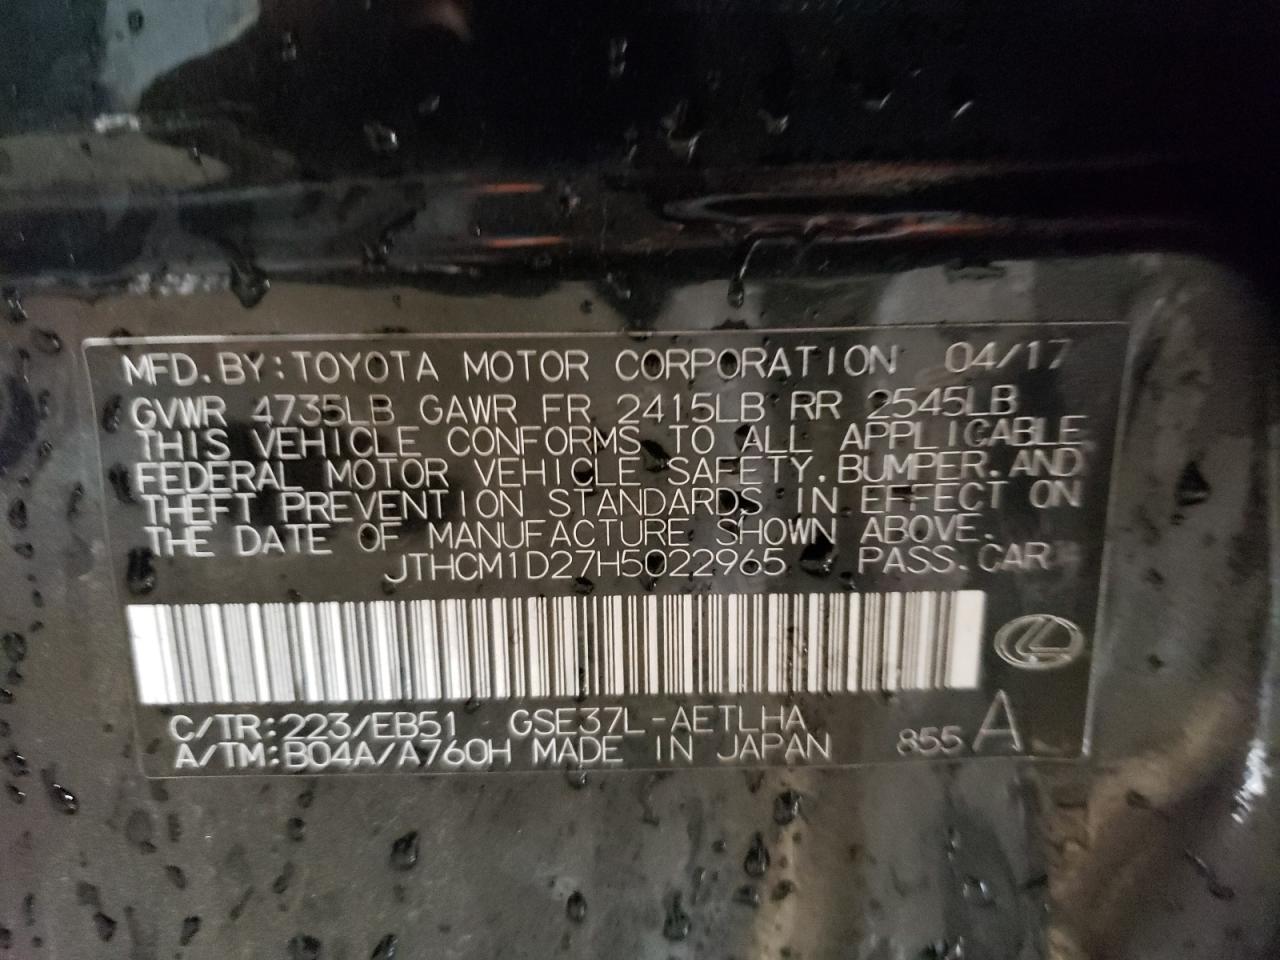 MFD. BY: TOYOTA MOTOR CORPORATION 04/17
GVWR 4735LB GAWR FR 2415LB RR 2545LB
THIS VEHICLE CONFORMS TO ALL APPLICABLE
FEDERAL MOTOR VEHICLE SAFETY, BUMPER, AND
THEFT PREVENTION STANDARDS IN EFFECT ON
THE DATE OF MANUFACTURE SHOWN ABOVE.
JTHCM1D27H5022965 PASS. CAR
C/TR: 223/EB51 GSE37L-AETLHA
A/TM: B04A/A760H MADE IN JAPAN 855 A